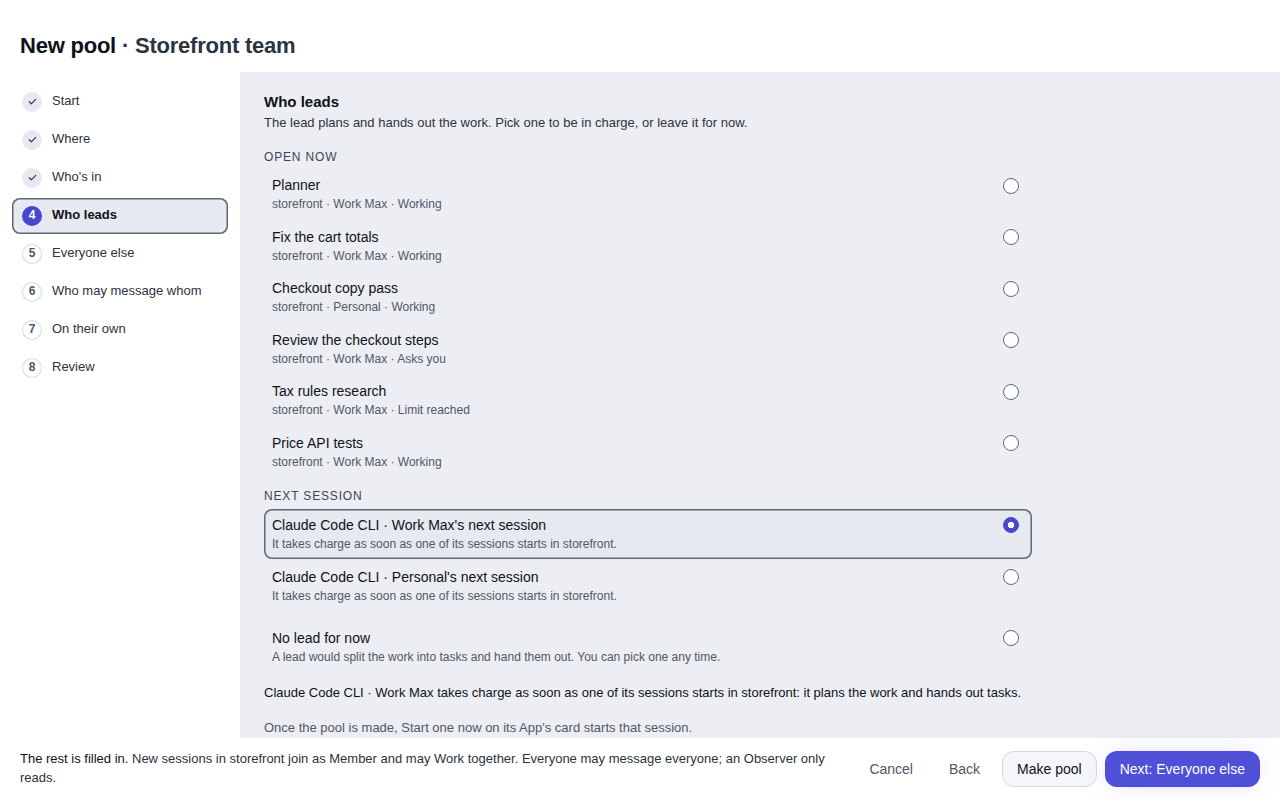 New pool · Storefront team
Start
Where
Who's in
4 Who leads
5 Everyone else
6 Who may message whom
7 On their own
8 Review
Who leads
The lead plans and hands out the work. Pick one to be in charge, or leave it for now.
OPEN NOW
Planner
storefront · Work Max · Working
Fix the cart totals
storefront · Work Max · Working
Checkout copy pass
storefront · Personal · Working
Review the checkout steps
storefront · Work Max · Asks you
Tax rules research
storefront · Work Max · Limit reached
Price API tests
storefront · Work Max · Working
NEXT SESSION
Claude Code CLI · Work Max's next session
It takes charge as soon as one of its sessions starts in storefront.
Claude Code CLI · Personal's next session
It takes charge as soon as one of its sessions starts in storefront.
No lead for now
A lead would split the work into tasks and hand them out. You can pick one any time.
Claude Code CLI · Work Max takes charge as soon as one of its sessions starts in storefront: it plans the work and hands out tasks.
Once the pool is made, Start one now on its App's card starts that session.
The rest is filled in. New sessions in storefront join as Member and may Work together. Everyone may message everyone; an Observer only
reads.
Cancel
Back
Make pool
Next: Everyone else